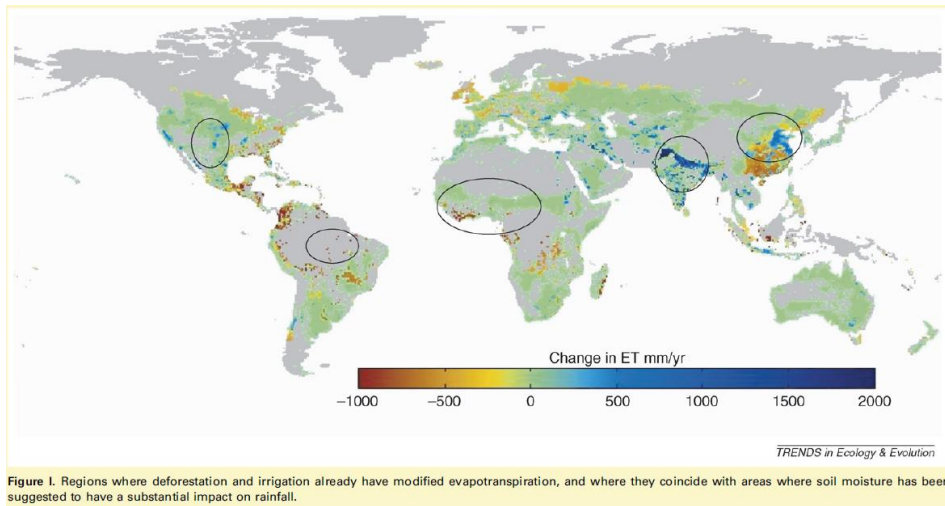 Change in ET mm/yr
−1000 −500 0 500 1000 1500 2000
TRENDS in Ecology & Evolution
Figure I. Regions where deforestation and irrigation already have modified evapotranspiration, and where they coincide with areas where soil moisture has been
suggested to have a substantial impact on rainfall.